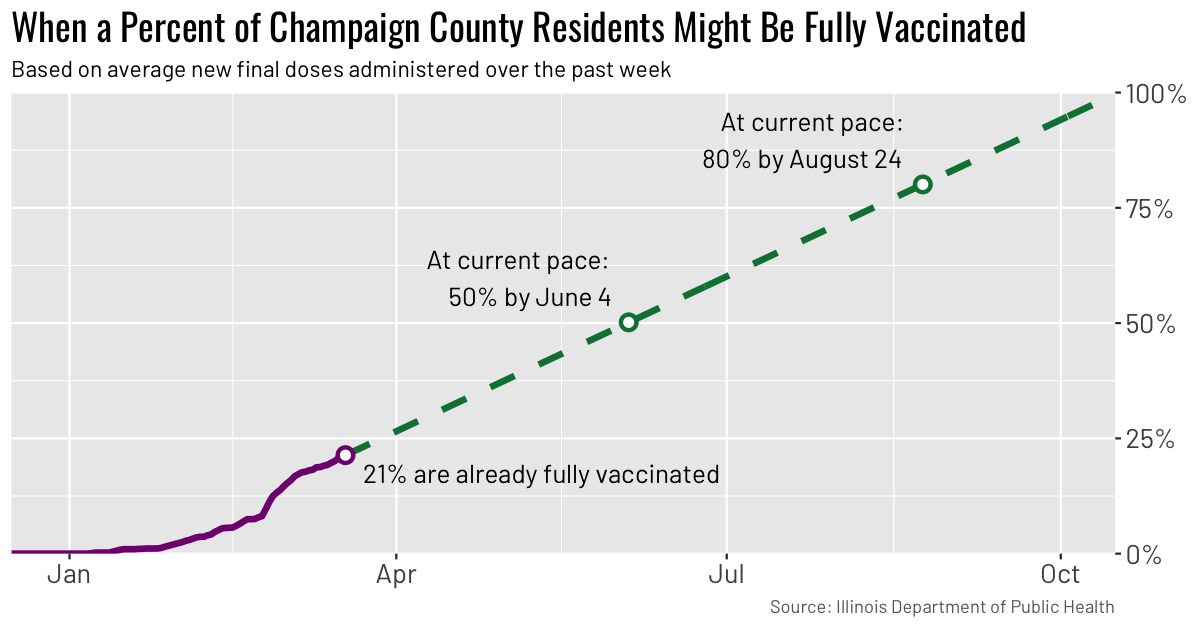 When a Percent of Champaign County Residents Might Be Fully Vaccinated
Based on average new final doses administered over the past week
100%
At current pace:
80% by August 24
75%
At current pace:
50% by June 4
50%
25%
21% are already fully vaccinated
0%
Jan
Apr
Jul
Oct
Source: Illinois Department of Public Health